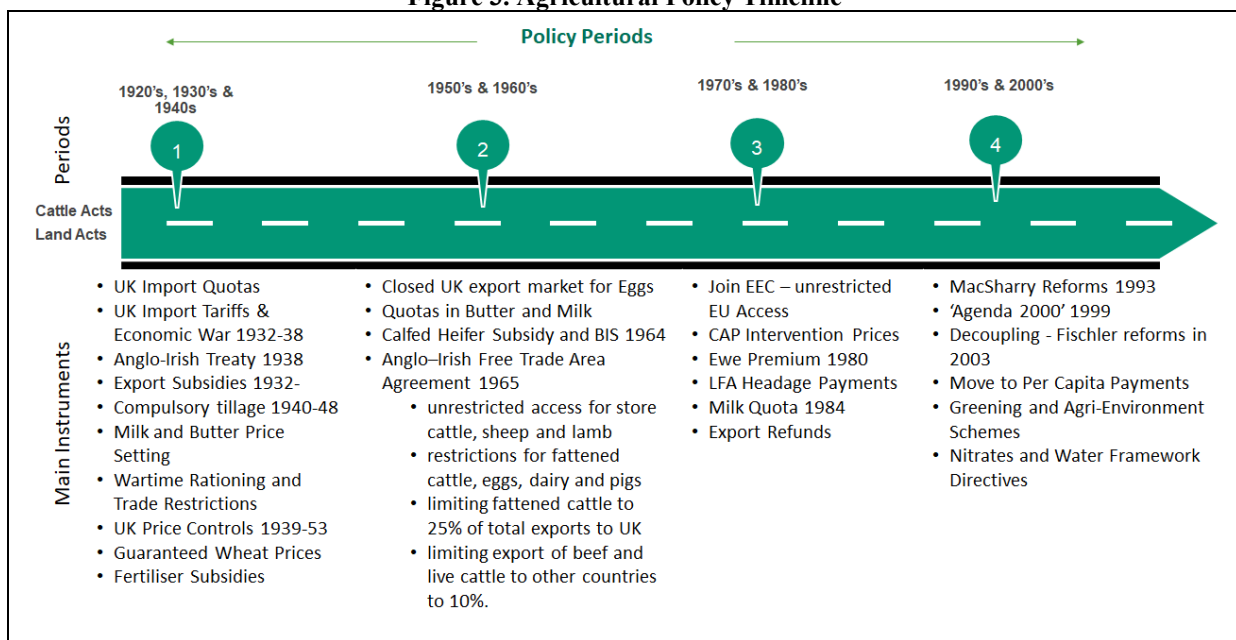 Figure 3. Agricultural Policy Timeline
Policy Periods
1920's, 1930's &
1940s
1950's & 1960's
1970's & 1980's
1990's & 2000's
Periods
1
2
3
4
Cattle Acts
Land Acts
Main Instruments
• UK Import Quotas
• UK Import Tariffs &
Economic War 1932-38
• Anglo-Irish Treaty 1938
• Export Subsidies 1932-
• Compulsory tillage 1940-48
• Milk and Butter Price
Setting
• Wartime Rationing and
Trade Restrictions
• UK Price Controls 1939-53
• Guaranteed Wheat Prices
• Fertiliser Subsidies
• Closed UK export market for Eggs
• Quotas in Butter and Milk
• Calfed Heifer Subsidy and BIS 1964
• Anglo–Irish Free Trade Area
Agreement 1965
• unrestricted access for store
cattle, sheep and lamb
• restrictions for fattened
cattle, eggs, dairy and pigs
• limiting fattened cattle to
25% of total exports to UK
• limiting export of beef and
live cattle to other countries
to 10%.
• Join EEC – unrestricted
EU Access
• CAP Intervention Prices
• Ewe Premium 1980
• LFA Headage Payments
• Milk Quota 1984
• Export Refunds
• MacSharry Reforms 1993
• 'Agenda 2000' 1999
• Decoupling - Fischler reforms in
2003
• Move to Per Capita Payments
• Greening and Agri-Environment
Schemes
• Nitrates and Water Framework
Directives